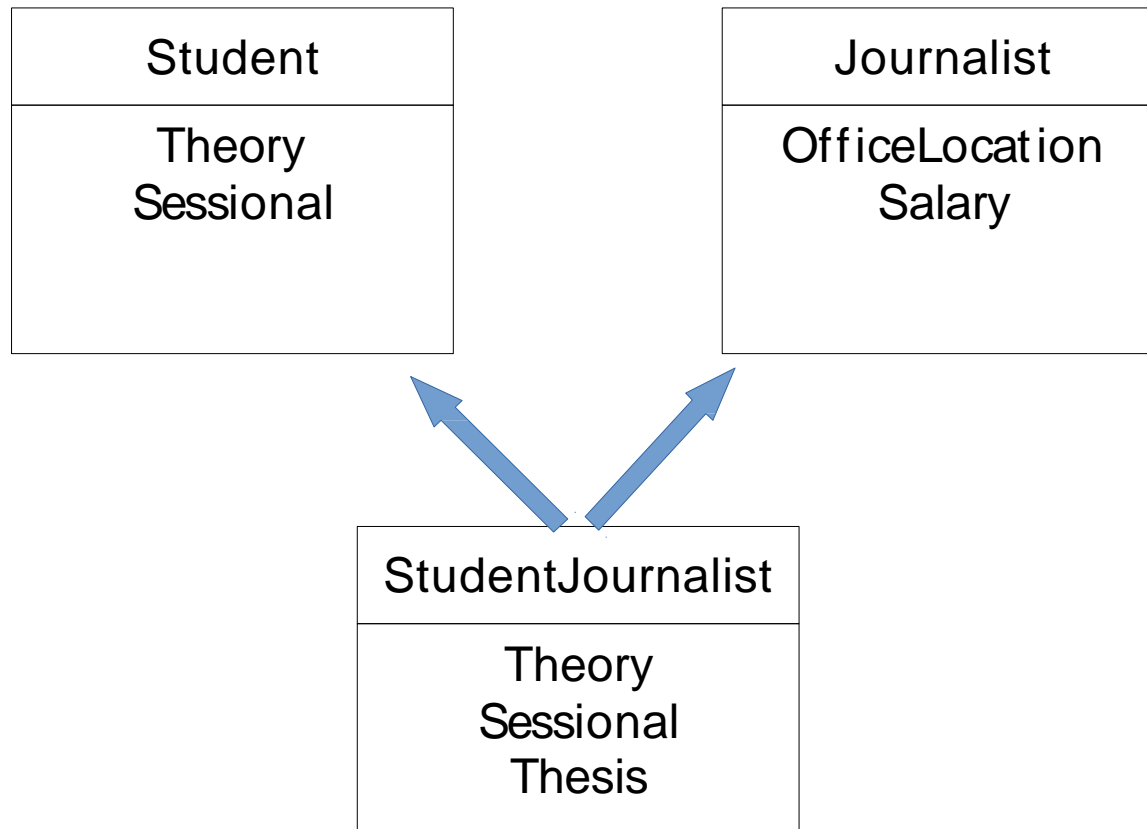 Student
Theory
Sessional
Journalist
OfficeLocation
Salary
StudentJournalist
Theory
Sessional
Thesis